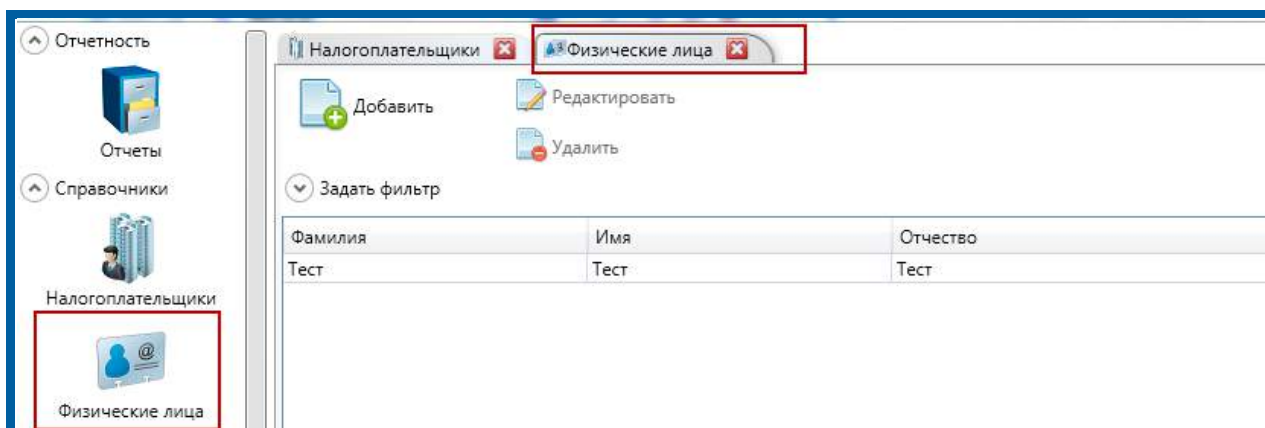 Отчетность
Отчеты
Справочники
Налогоплательщики
Физические лица
Налогоплательщики Физические лица
Добавить Редактировать
Удалить
Задать фильтр
Фамилия Имя Отчество
Тест Тест Тест